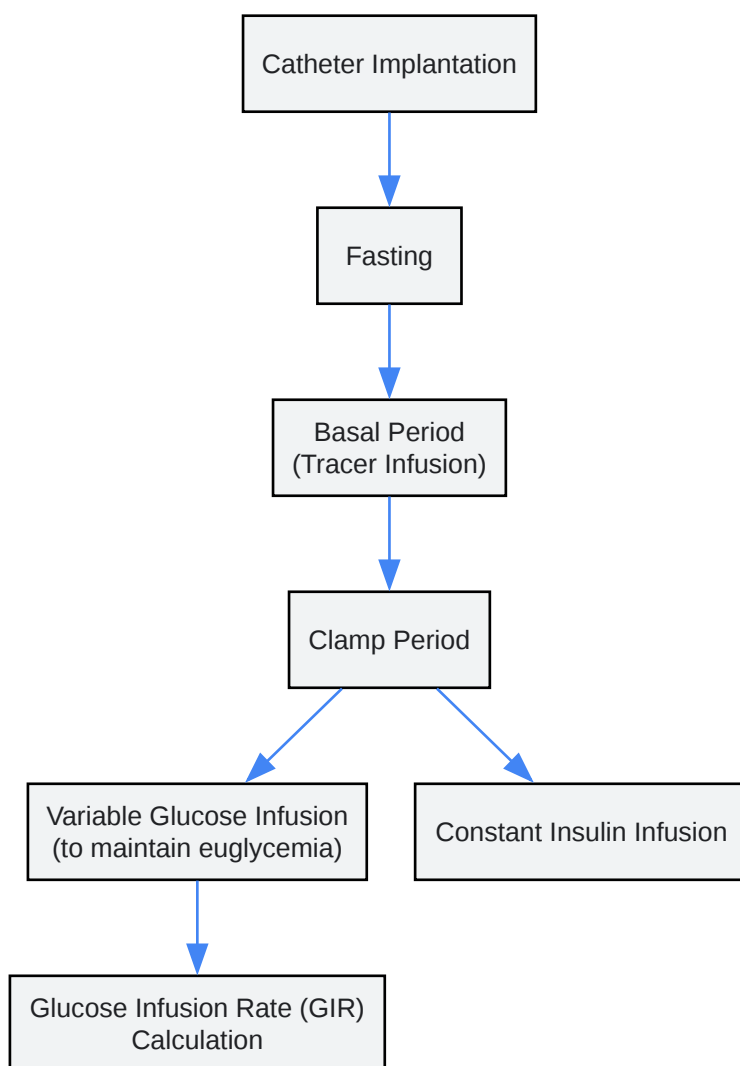 Catheter Implantation
Fasting
Basal Period
(Tracer Infusion)
Clamp Period
Variable Glucose Infusion
(to maintain euglycemia)
Constant Insulin Infusion
Glucose Infusion Rate (GIR)
Calculation